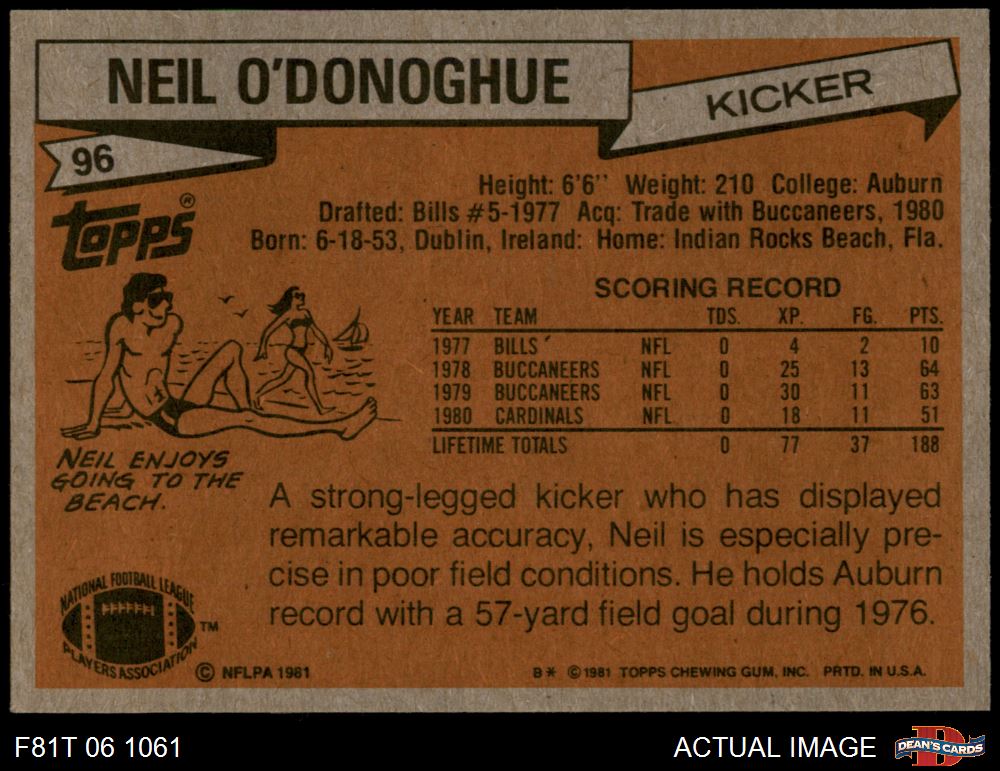 NEIL O'DONOGHUE
KICKER
96
TOPPS®
Height: 6'6" Weight: 210 College: Auburn
Drafted: Bills #5-1977 Acq: Trade with Buccaneers, 1980
Born: 6-18-53, Dublin, Ireland: Home: Indian Rocks Beach, Fla.
SCORING RECORD
YEAR TEAM TDS. XP. FG. PTS.
1977 BILLS NFL 0 4 2 10
1978 BUCCANEERS NFL 0 25 13 64
1979 BUCCANEERS NFL 0 30 11 63
1980 CARDINALS NFL 0 18 11 51
LIFETIME TOTALS 0 77 37 188
NEIL ENJOYS
GOING TO THE
BEACH.
A strong-legged kicker who has displayed
remarkable accuracy, Neil is especially pre-
cise in poor field conditions. He holds Auburn
record with a 57-yard field goal during 1976.
NATIONAL FOOTBALL LEAGUE
PLAYERS ASSOCIATION
TM
© NFLPA 1981
B* © 1981 TOPPS CHEWING GUM, INC. PRTD. IN U.S.A.
F81T 06 1061
ACTUAL IMAGE
D
DEAN'S CARDS